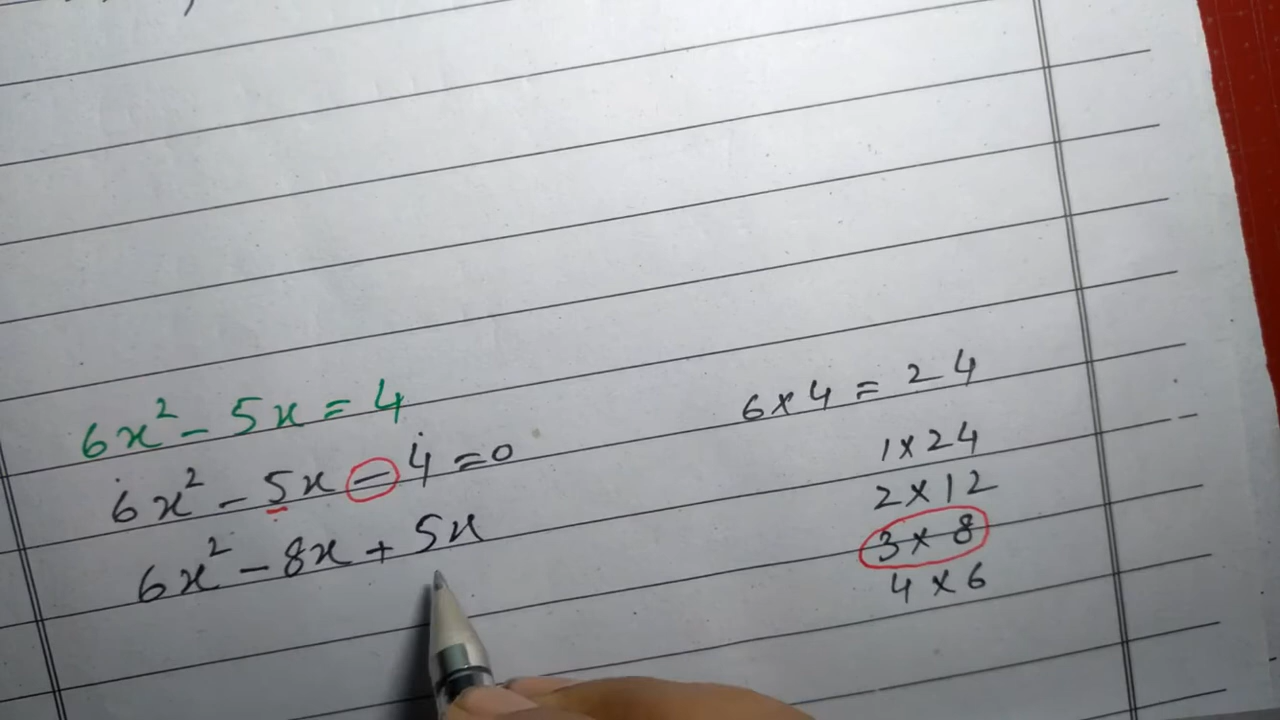 6x² - 5x = 4
6x² - 5x - 4 = 0
6x² - 8x + 5x
6 x 4 = 24
1 x 24
2 x 12
3 x 8
4 x 6